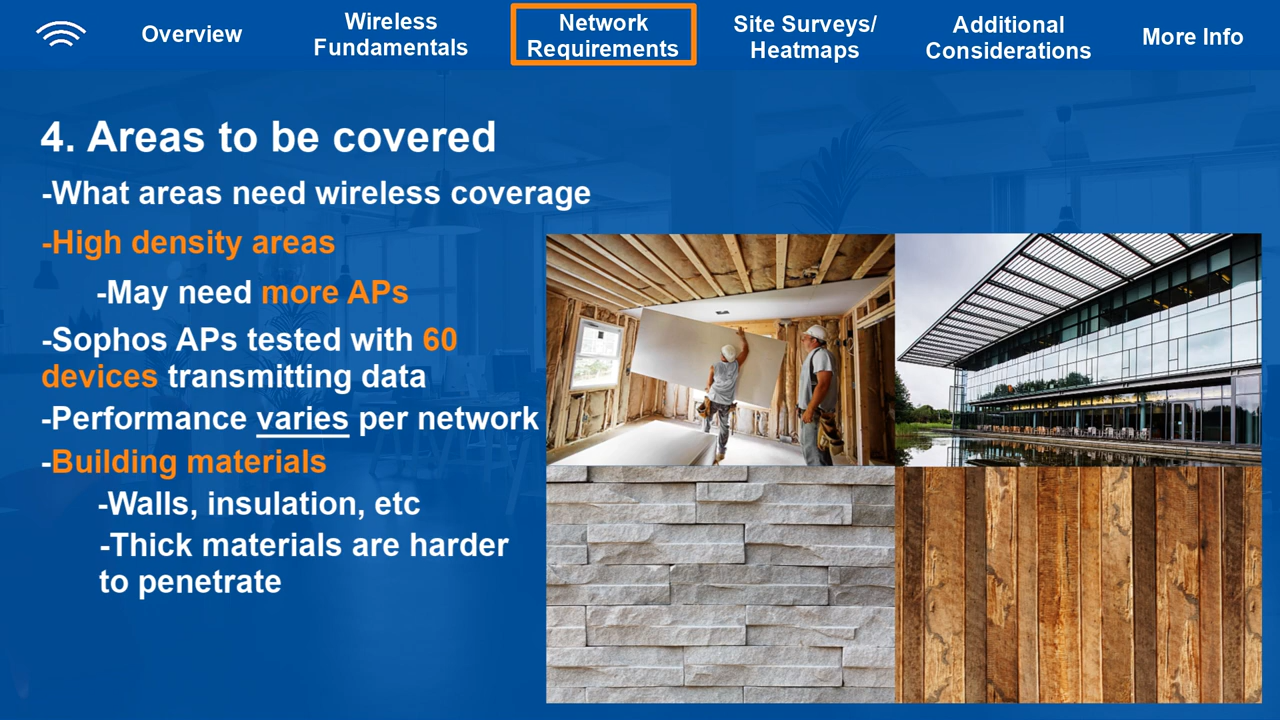 Overview
Wireless
Fundamentals
Network
Requirements
Site Surveys/
Heatmaps
Additional
Considerations
More Info
4. Areas to be covered
-What areas need wireless coverage
-High density areas
-May need more APs
-Sophos APs tested with 60
devices transmitting data
-Performance varies per network
-Building materials
-Walls, insulation, etc
-Thick materials are harder
to penetrate